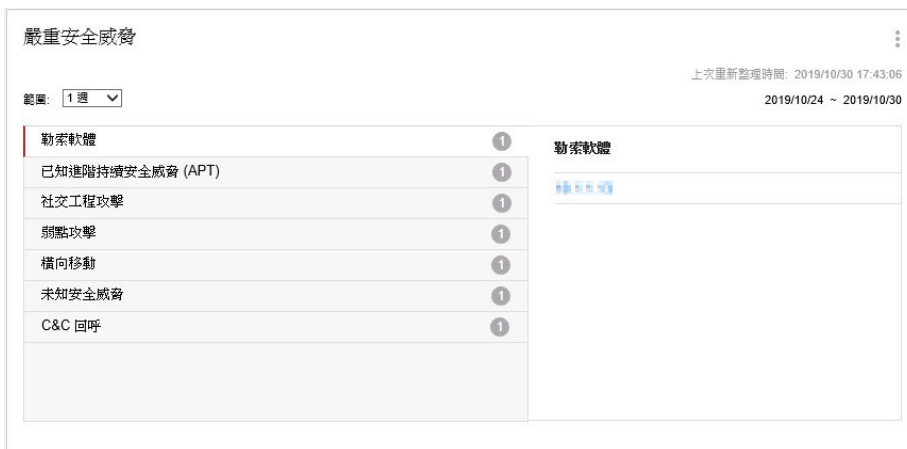 嚴重安全威脅
上次重新整理時間: 2019/10/30 17:43:06
範圍: 1 週
2019/10/24 ~ 2019/10/30
勒索軟體 1
已知進階持續安全威脅 (APT) 1
社交工程攻擊 1
弱點攻擊 1
橫向移動 1
未知安全威脅 1
C&C 回呼 1
勒索軟體